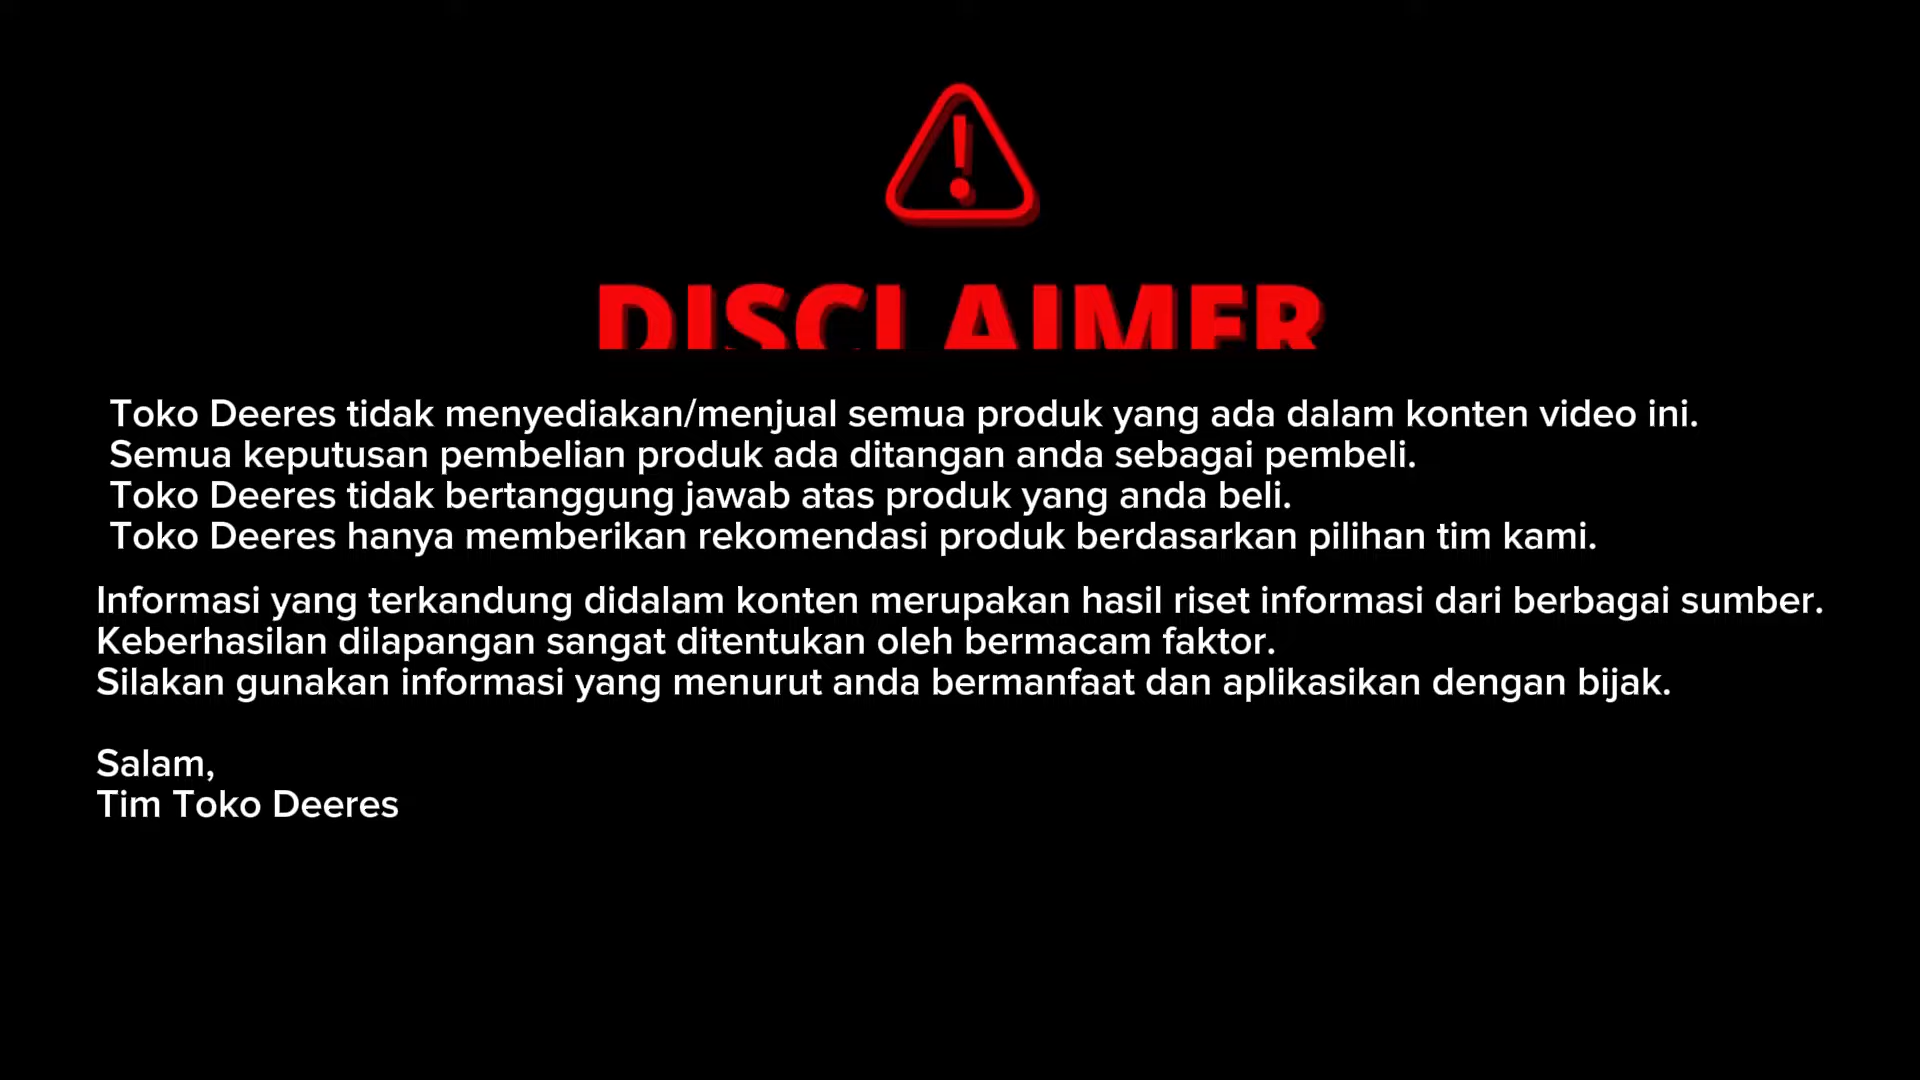 DISCLAIMER
Toko Deeres tidak menyediakan/menjual semua produk yang ada dalam konten video ini.
Semua keputusan pembelian produk ada ditangan anda sebagai pembeli.
Toko Deeres tidak bertanggung jawab atas produk yang anda beli.
Toko Deeres hanya memberikan rekomendasi produk berdasarkan pilihan tim kami.
Informasi yang terkandung didalam konten merupakan hasil riset informasi dari berbagai sumber.
Keberhasilan dilapangan sangat ditentukan oleh bermacam faktor.
Silakan gunakan informasi yang menurut anda bermanfaat dan aplikasikan dengan bijak.
Salam,
Tim Toko Deeres